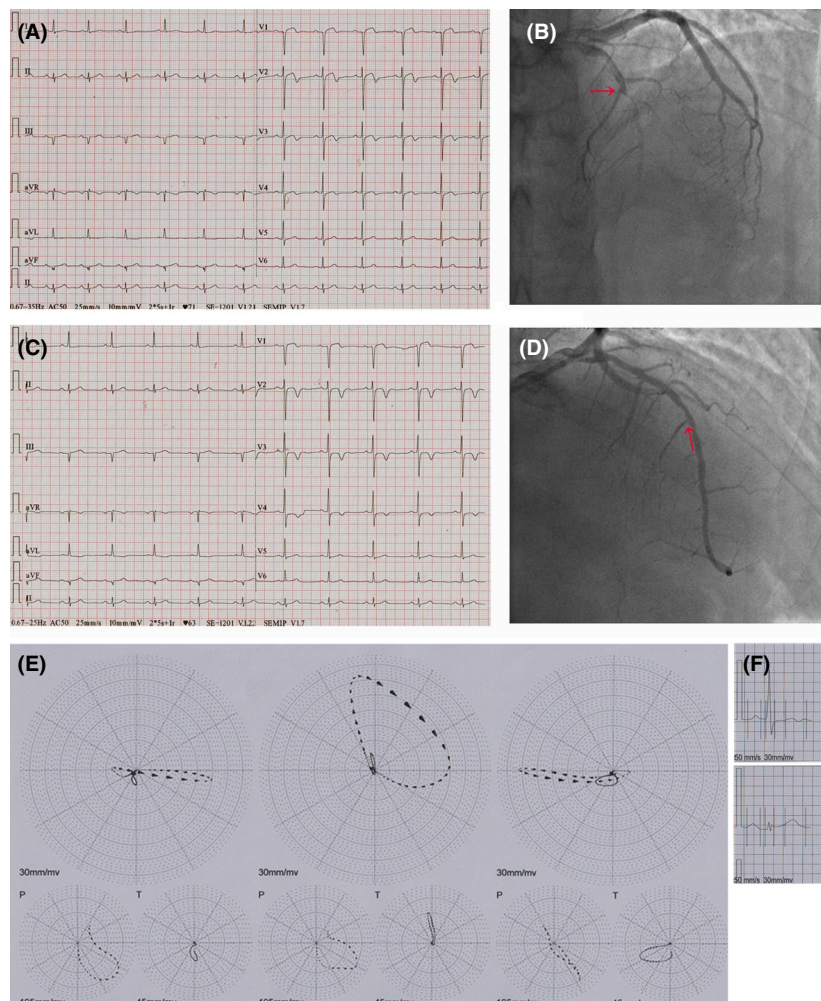 (A)
I
II
III
aVR
aVL
aVF
II
V1
V2
V3
V4
V5
V6
0.67~35Hz AC50 25mm/s 10mm/mV 2*5s+1r ♥71 SE-1201 V1.21 SEMIP V1.7
(B)
(C)
II
III
aVR
aVL
aVF
II
V1
V2
V3
V4
V5
V6
0.67~25Hz AC50 25mm/s 10mm/mV 2*5s+1r ♥63 SE-1201 V1.22 SEMIP V1.7
(D)
(E)
30mm/mv
30mm/mv
30mm/mv
P
T
P
T
P
T
(F)
50 mm/s 30mm/mv
50 mm/s 30mm/mv